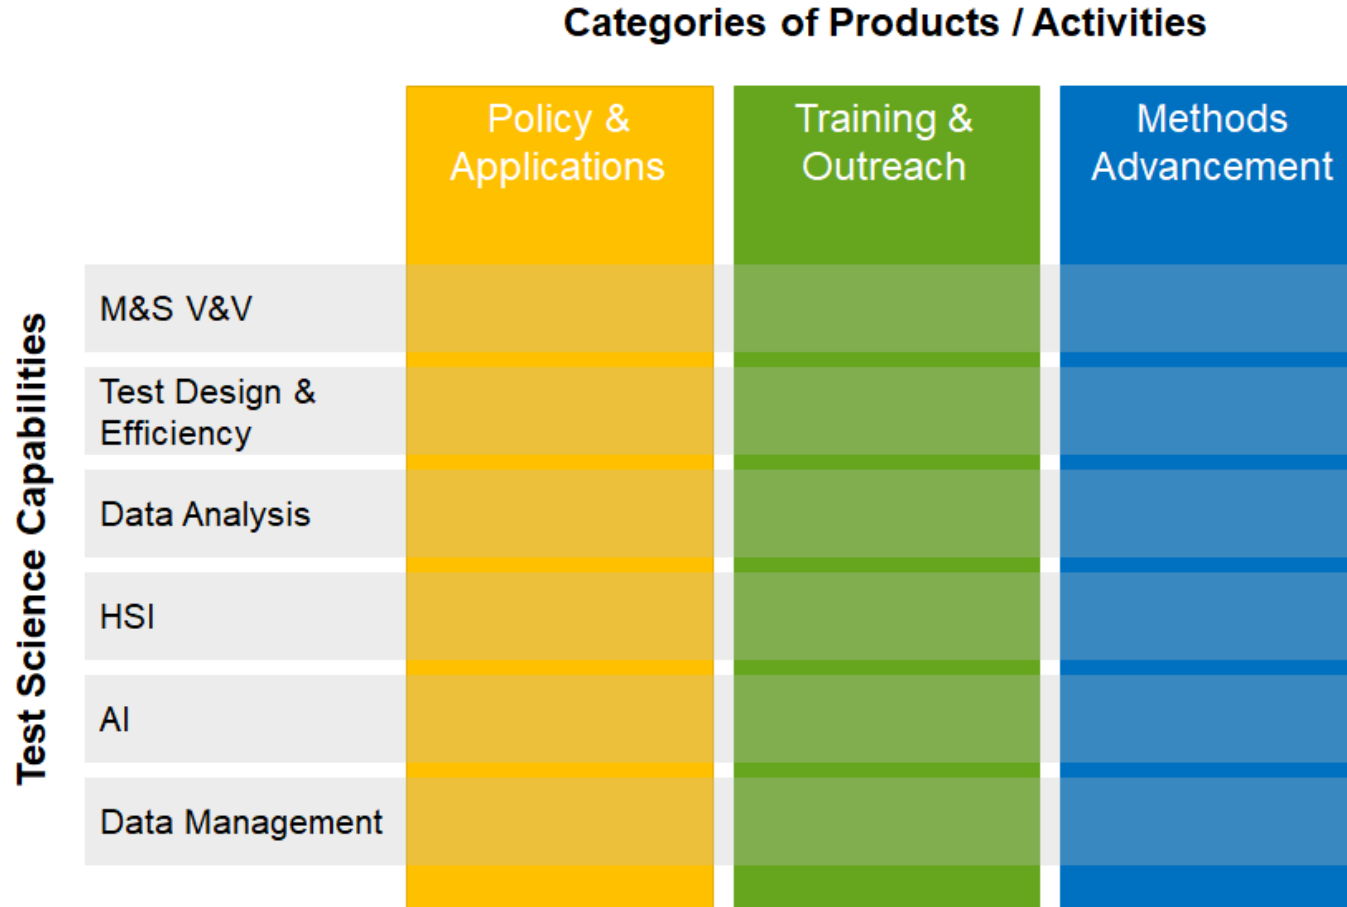 Categories of Products / Activities
Policy &
Applications
Training &
Outreach
Methods
Advancement
Test Science Capabilities
M&S V&V
Test Design &
Efficiency
Data Analysis
HSI
AI
Data Management